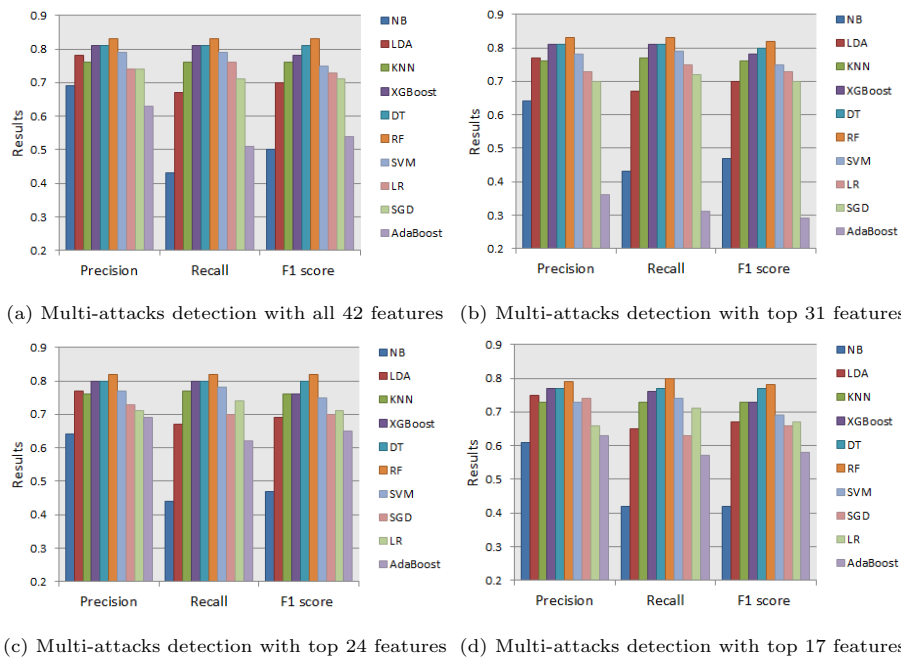 0.9
0.8
0.7
0.6
0.5
0.4
0.3
0.2
Results
Precision
Recall
F1 score
NB
LDA
KNN
XGBoost
DT
RF
SVM
LR
SGD
AdaBoost
(a) Multi-attacks detection with all 42 features
0.9
0.8
0.7
0.6
0.5
0.4
0.3
0.2
Results
Precision
Recall
F1 score
NB
LDA
KNN
XGBoost
DT
RF
SVM
LR
SGD
AdaBoost
(b) Multi-attacks detection with top 31 features
0.9
0.8
0.7
0.6
0.5
0.4
0.3
0.2
Results
Precision
Recall
F1 score
NB
LDA
KNN
XGBoost
DT
RF
SVM
SGD
LR
AdaBoost
(c) Multi-attacks detection with top 24 features
0.9
0.8
0.7
0.6
0.5
0.4
0.3
0.2
Results
Precision
Recall
F1 score
NB
LDA
KNN
XGBoost
DT
RF
SVM
SGD
LR
AdaBoost
(d) Multi-attacks detection with top 17 features